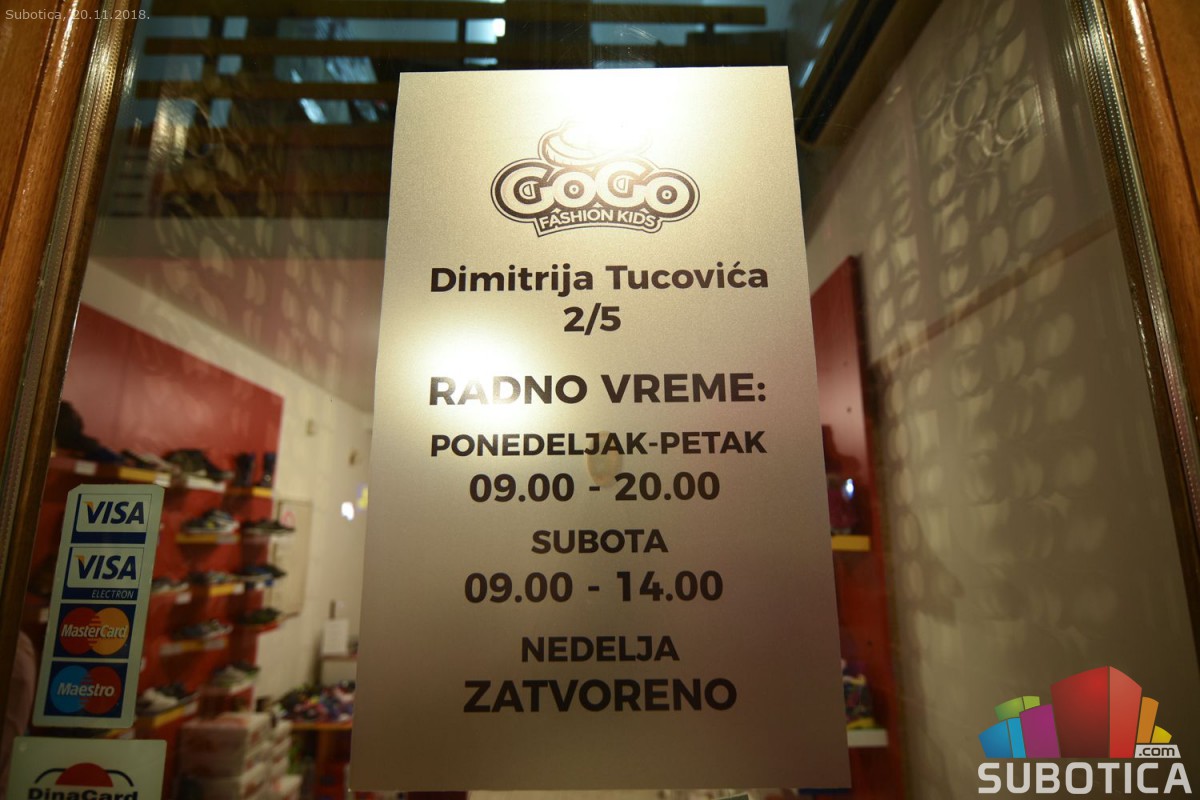 Subotica, 20.11.2018.
GOGO
FASHION KIDS
Dimitrija Tucovića
2/5
RADNO VREME:
PONEDELJAK-PETAK
09.00 - 20.00
SUBOTA
09.00 - 14.00
NEDELJA
ZATVORENO
VISA
VISA
ELECTRON
MasterCard
Maestro
DinaCard
.com
SUBOTICA